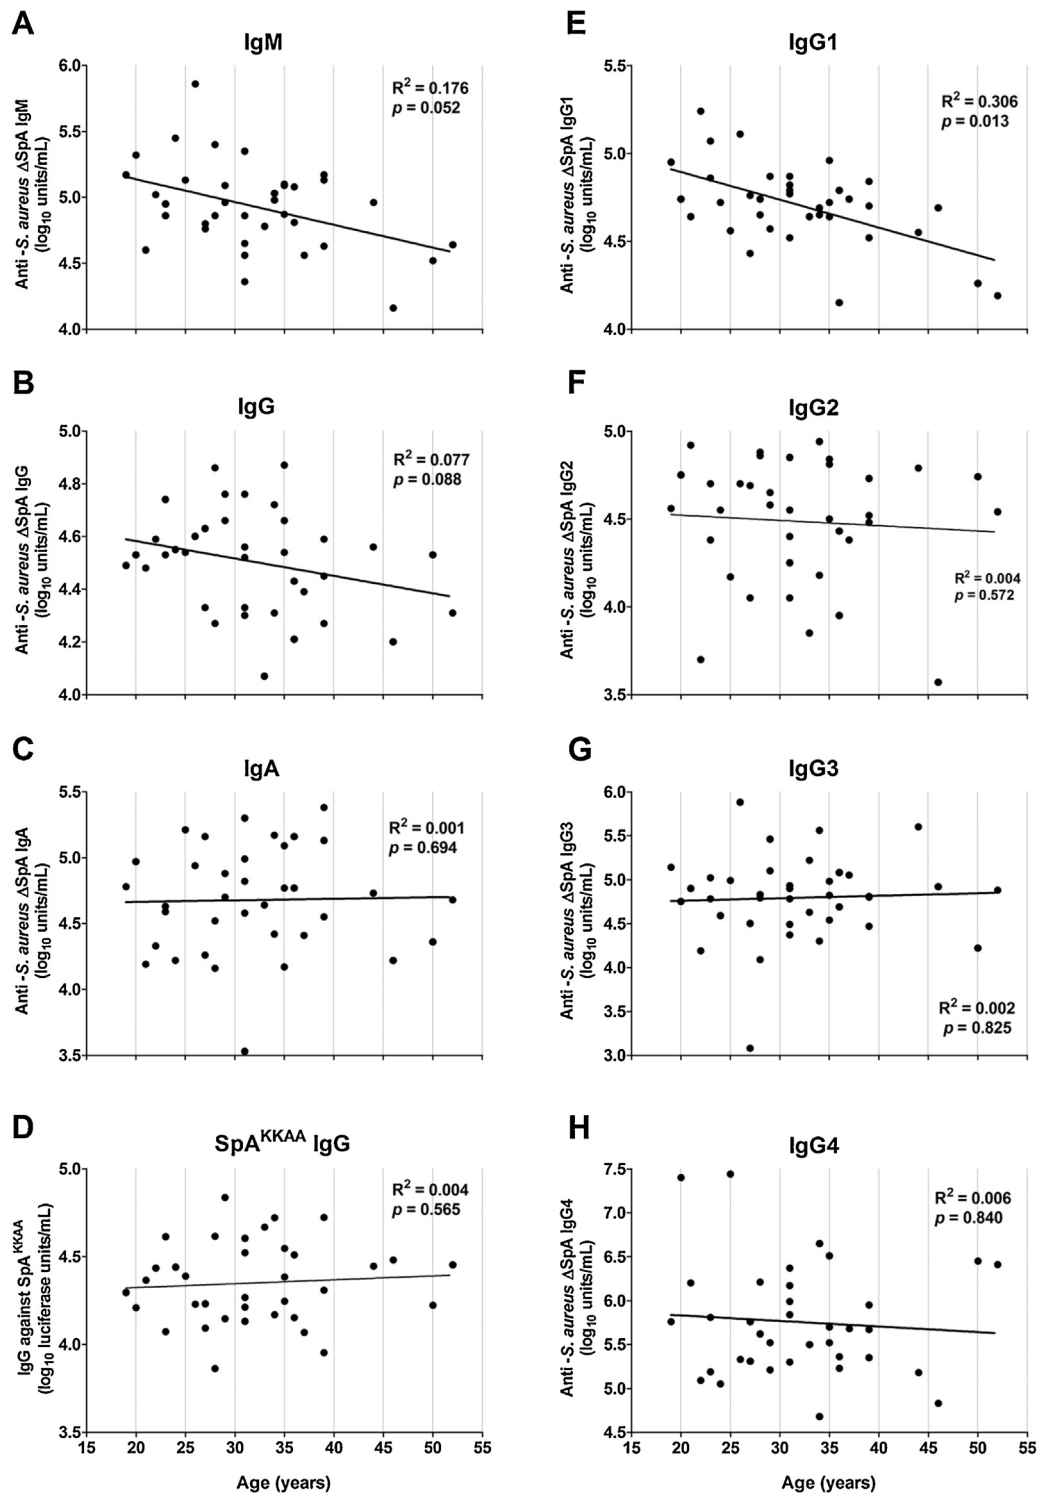 A
IgM
Anti -S. aureus ΔSpA IgM
(log10 units/mL)
6.0
5.5
5.0
4.5
4.0
R2 = 0.176
p = 0.052
B
IgG
Anti -S. aureus ΔSpA IgG
(log10 units/mL)
5.0
4.8
4.6
4.4
4.2
4.0
R2 = 0.077
p = 0.088
C
IgA
Anti -S. aureus ΔSpA IgA
(log10 units/mL)
5.5
5.0
4.5
4.0
3.5
R2 = 0.001
p = 0.694
D
SpAKKAA IgG
IgG against SpAKKAA
(log10 luciferase units/mL)
5.0
4.5
4.0
3.5
R2 = 0.004
p = 0.565
15 20 25 30 35 40 45 50 55
Age (years)
E
IgG1
Anti -S. aureus ΔSpA IgG1
(log10 units/mL)
5.5
5.0
4.5
4.0
R2 = 0.306
p = 0.013
F
IgG2
Anti -S. aureus ΔSpA IgG2
(log10 units/mL)
5.0
4.5
4.0
3.5
R2 = 0.004
p = 0.572
G
IgG3
Anti -S. aureus ΔSpA IgG3
(log10 units/mL)
6.0
5.5
5.0
4.5
4.0
3.5
3.0
R2 = 0.002
p = 0.825
H
IgG4
Anti -S. aureus ΔSpA IgG4
(log10 units/mL)
7.5
7.0
6.5
6.0
5.5
5.0
4.5
R2 = 0.006
p = 0.840
15 20 25 30 35 40 45 50 55
Age (years)